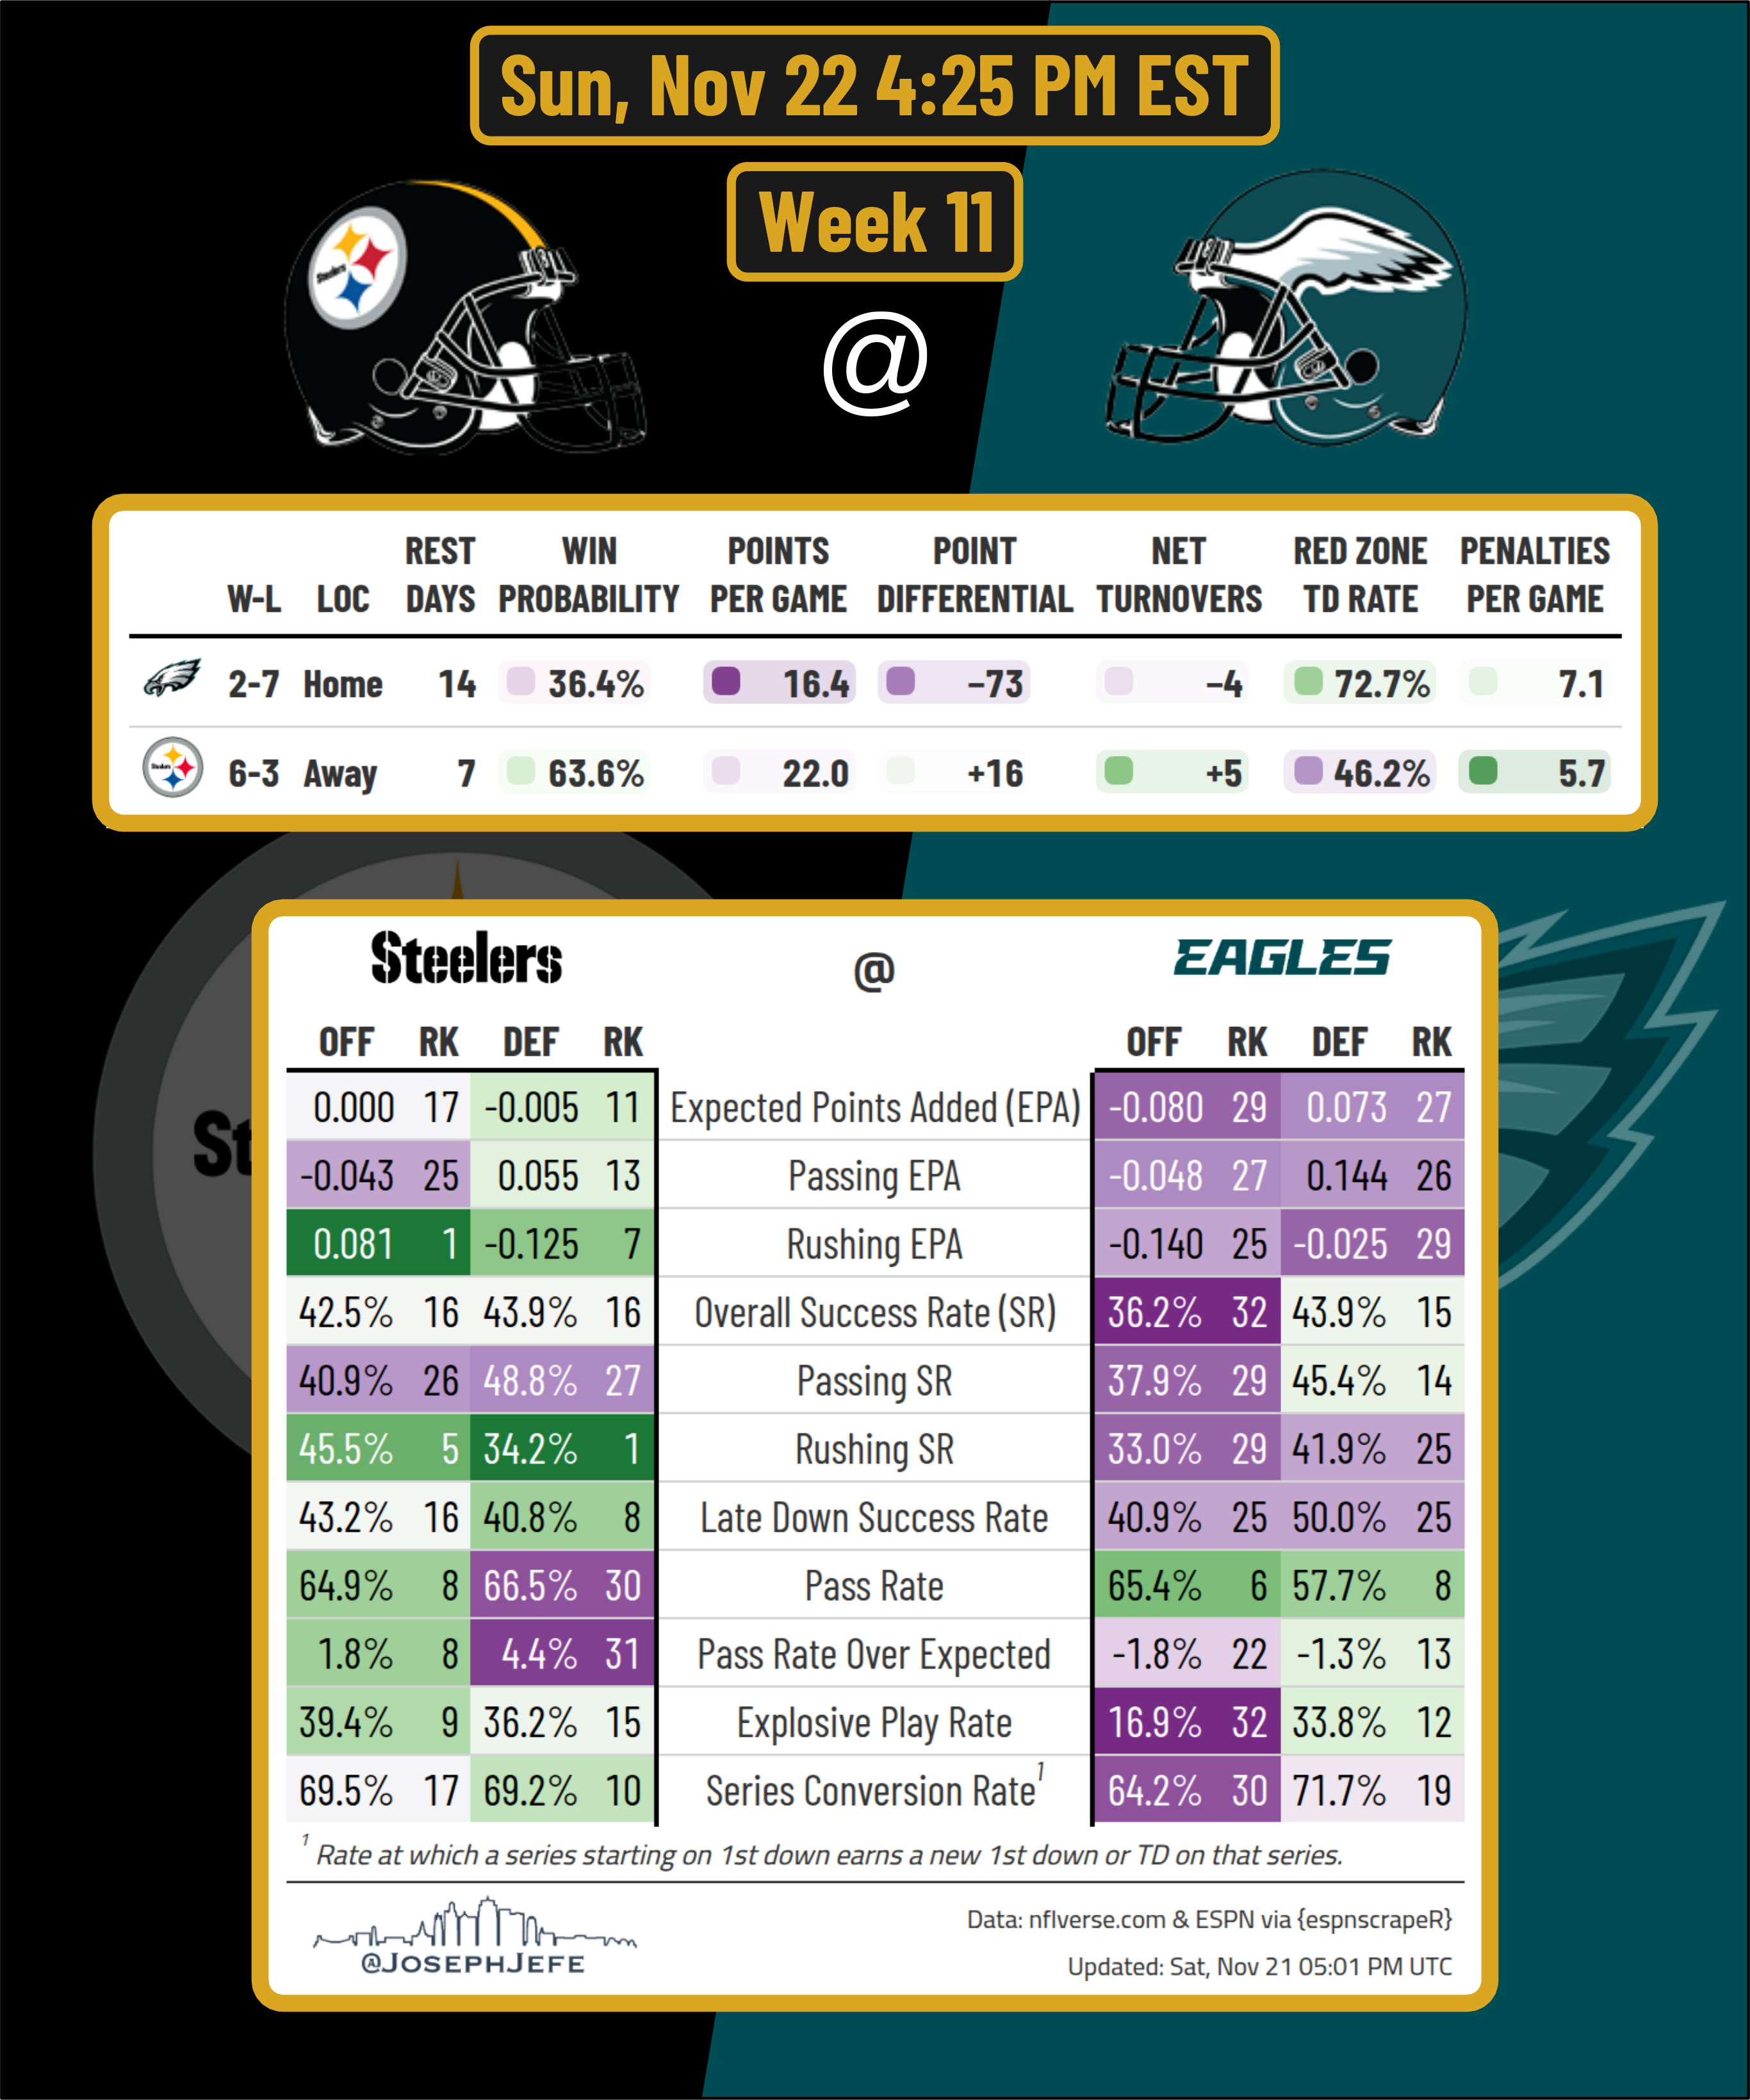 Sun, Nov 22 4:25 PM EST
Week 11
Steelers
@
REST WIN POINTS POINT NET RED ZONE PENALTIES
W-L LOC DAYS PROBABILITY PER GAME DIFFERENTIAL TURNOVERS TD RATE PER GAME
2-7 Home 14 36.4% 16.4 −73 −4 72.7% 7.1
Steelers 6-3 Away 7 63.6% 22.0 +16 +5 46.2% 5.7
Steelers @ EAGLES
OFF RK DEF RK OFF RK DEF RK
0.000 17 -0.005 11 Expected Points Added (EPA) -0.080 29 0.073 27
-0.043 25 0.055 13 Passing EPA -0.048 27 0.144 26
St
0.081 1 -0.125 7 Rushing EPA -0.140 25 -0.025 29
42.5% 16 43.9% 16 Overall Success Rate (SR) 36.2% 32 43.9% 15
40.9% 26 48.8% 27 Passing SR 37.9% 29 45.4% 14
45.5% 5 34.2% 1 Rushing SR 33.0% 29 41.9% 25
43.2% 16 40.8% 8 Late Down Success Rate 40.9% 25 50.0% 25
64.9% 8 66.5% 30 Pass Rate 65.4% 6 57.7% 8
1.8% 8 4.4% 31 Pass Rate Over Expected -1.8% 22 -1.3% 13
39.4% 9 36.2% 15 Explosive Play Rate 16.9% 32 33.8% 12
69.5% 17 69.2% 10 Series Conversion Rate¹ 64.2% 30 71.7% 19
¹ Rate at which a series starting on 1st down earns a new 1st down or TD on that series.
@JOSEPHJEFE
Data: nflverse.com & ESPN via {espnscrapeR}
Updated: Sat, Nov 21 05:01 PM UTC